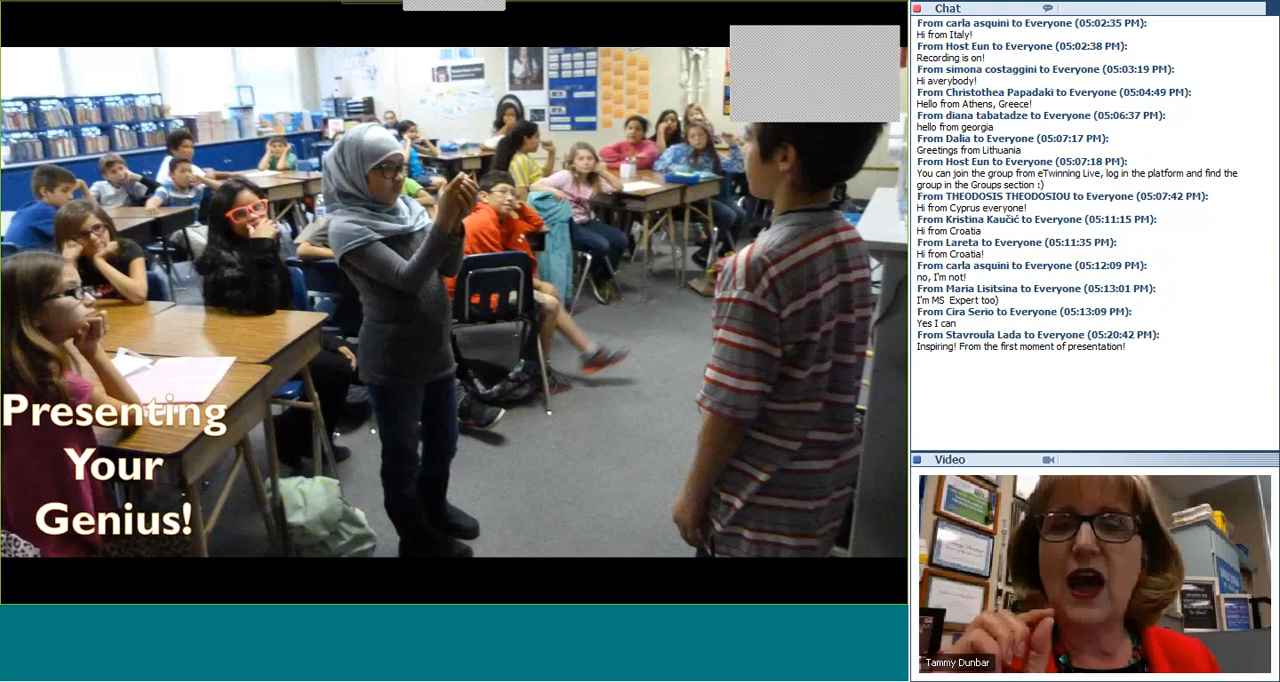 Presenting
Your
Genius!
Chat
From carla asquini to Everyone (05:02:35 PM):
Hi from Italy!
From Host Eun to Everyone (05:02:38 PM):
Recording is on!
From simona costaggini to Everyone (05:03:19 PM):
Hi averybody!
From Christothea Papadaki to Everyone (05:04:49 PM):
Hello from Athens, Greece!
From diana tabatadze to Everyone (05:06:37 PM):
hello from georgia
From Dalia to Everyone (05:07:17 PM):
Greetings from Lithuania
From Host Eun to Everyone (05:07:18 PM):
You can join the group from eTwinning Live, log in the platform and find the
group in the Groups section :)
From THEODOSIS THEODOSIOU to Everyone (05:07:42 PM):
Hi from Cyprus everyone!
From Kristina Kaučić to Everyone (05:11:15 PM):
Hi from Croatia
From Lareta to Everyone (05:11:35 PM):
Hi from Croatia!
From carla asquini to Everyone (05:12:09 PM):
no, I'm not!
From Maria Lisitsina to Everyone (05:13:01 PM):
I'm MS Expert too)
From Cira Serio to Everyone (05:13:09 PM):
Yes I can
From Stavroula Lada to Everyone (05:20:42 PM):
Inspiring! From the first moment of presentation!
Video
Tammy Dunbar